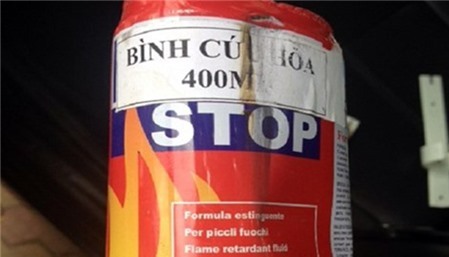 BÌNH CỨU HỎA
400M
STOP
Formula estinguente
Per piccli fuochi
Flame retardant fluid